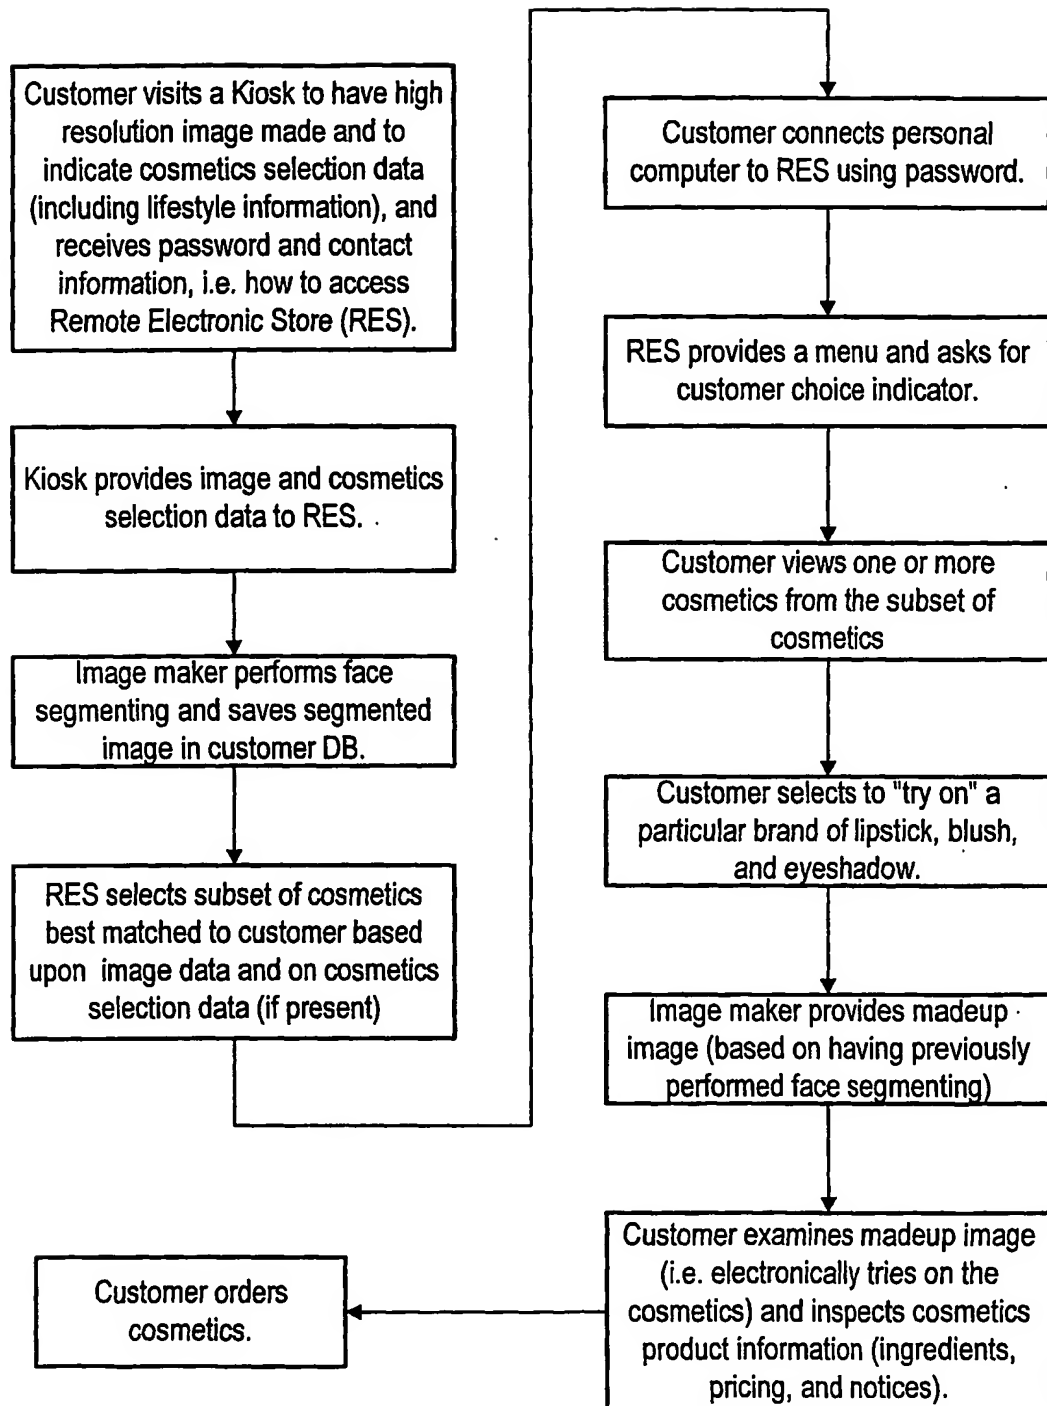 Customer visits a Kiosk to have high
resolution image made and to
indicate cosmetics selection data
(including lifestyle information), and
receives password and contact
information, i.e. how to access
Remote Electronic Store (RES).
Kiosk provides image and cosmetics
selection data to RES.
Image maker performs face
segmenting and saves segmented
image in customer DB.
RES selects subset of cosmetics
best matched to customer based
upon image data and on cosmetics
selection data (if present)
Customer connects personal
computer to RES using password.
RES provides a menu and asks for
customer choice indicator.
Customer views one or more
cosmetics from the subset of
cosmetics
Customer selects to "try on" a
particular brand of lipstick, blush,
and eyeshadow.
Image maker provides madeup
image (based on having previously
performed face segmenting)
Customer examines madeup image
(i.e. electronically tries on the
cosmetics) and inspects cosmetics
product information (ingredients,
pricing, and notices).
Customer orders
cosmetics.